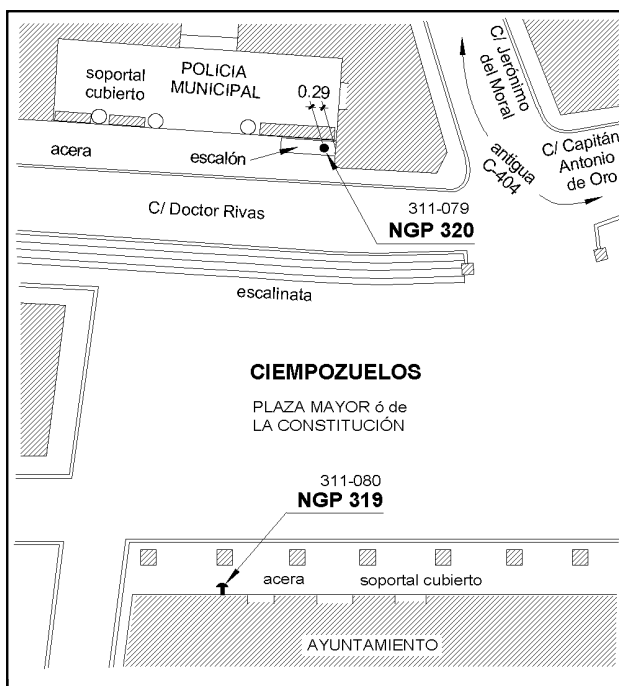 soportal
cubierto
POLICIA
MUNICIPAL
0.29
C/ Jerónimo
del Moral
acera
escalón
antigua
C-404
C/ Capitán
Antonio
de Oro
C/ Doctor Rivas
311-079
NGP 320
escalinata
CIEMPOZUELOS
PLAZA MAYOR ó de
LA CONSTITUCIÓN
311-080
NGP 319
acera
soportal cubierto
AYUNTAMIENTO